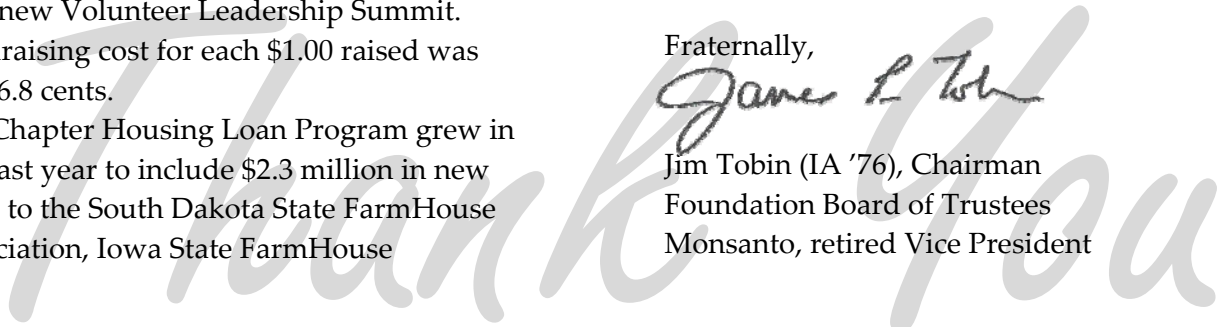 new Volunteer Leadership Summit.
raising cost for each $1.00 raised was
6.8 cents.
Chapter Housing Loan Program grew in
ast year to include $2.3 million in new
to the South Dakota State FarmHouse
ciation, Iowa State FarmHouse
Fraternally,
James L Tobin
Jim Tobin (IA ’76), Chairman
Foundation Board of Trustees
Monsanto, retired Vice President
Thank You